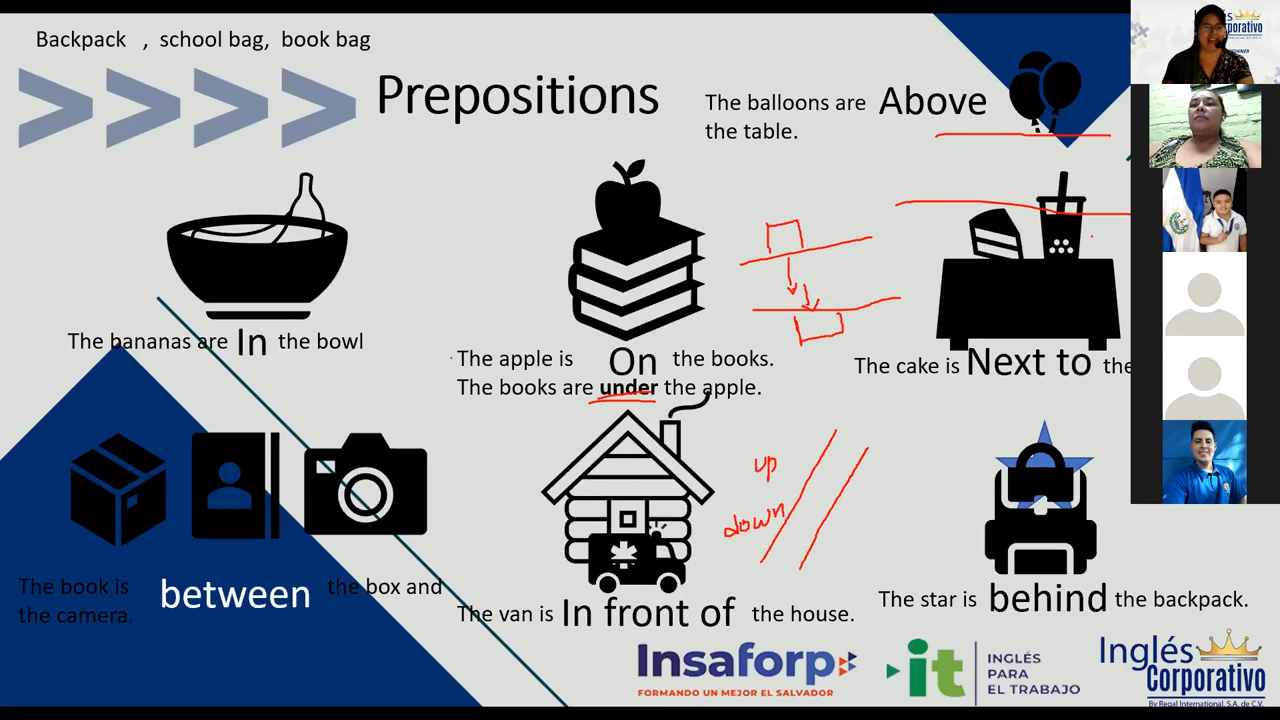 Backpack , school bag, book bag
Prepositions
The balloons are Above
the table.
The bananas are In the bowl
The apple is On the books.
The books are under the apple.
The cake is Next to the
up
down
The book is between the box and
the camera.
The van is In front of the house.
The star is behind the backpack.
Insaforp
FORMANDO UN MEJOR EL SALVADOR
it
INGLÉS
PARA
EL TRABAJO
Inglés
Corporativo
By Regal International, S.A. de C.V.